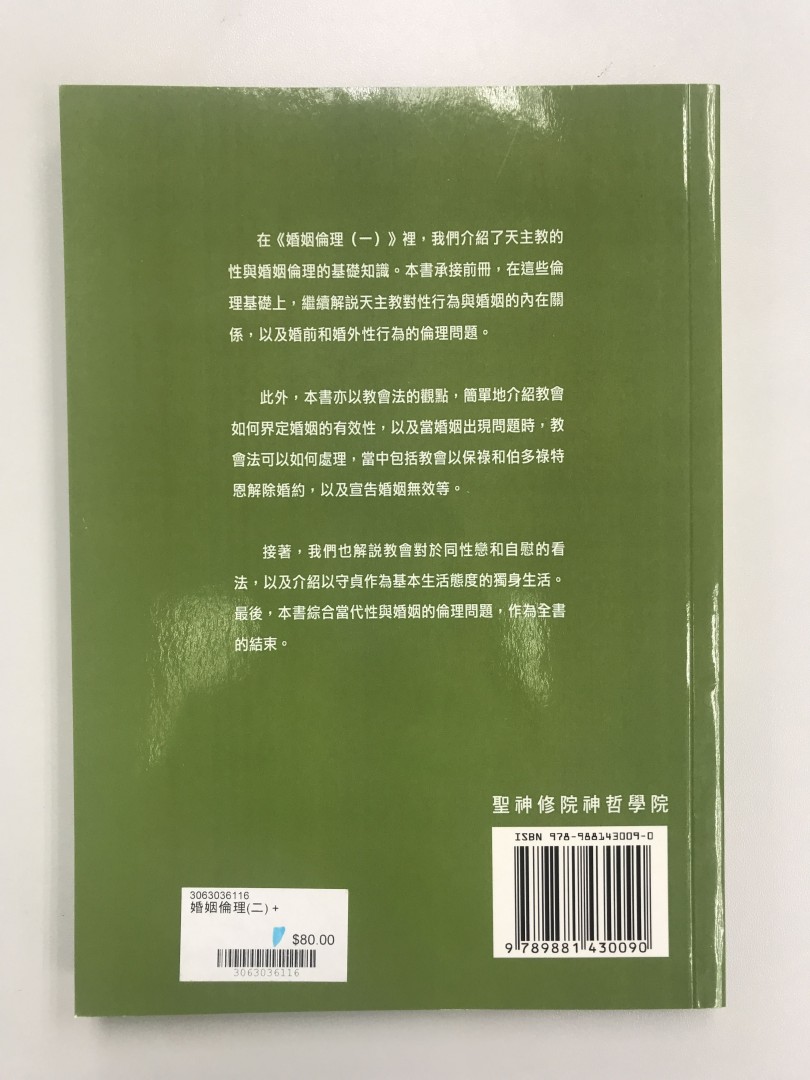 在《婚姻倫理（一）》裡，我們介紹了天主教的
性與婚姻倫理的基礎知識。本書承接前冊，在這些倫
理基礎上，繼續解說天主教對性行為與婚姻的內在關
係，以及婚前和婚外性行為的倫理問題。
此外，本書亦以教會法的觀點，簡單地介紹教會
如何界定婚姻的有效性，以及當婚姻出現問題時，教
會法可以如何處理，當中包括教會以保祿和伯多祿特
恩解除婚約，以及宣告婚姻無效等。
接著，我們也解說教會對於同性戀和自慰的看
法，以及介紹以守貞作為基本生活態度的獨身生活。
最後，本書綜合當代性與婚姻的倫理問題，作為全書
的結束。
聖神修院神哲學院
ISBN 978-988143009-0
9 789881 430090
3063036116
婚姻倫理(二) +
$80.00
3063036116